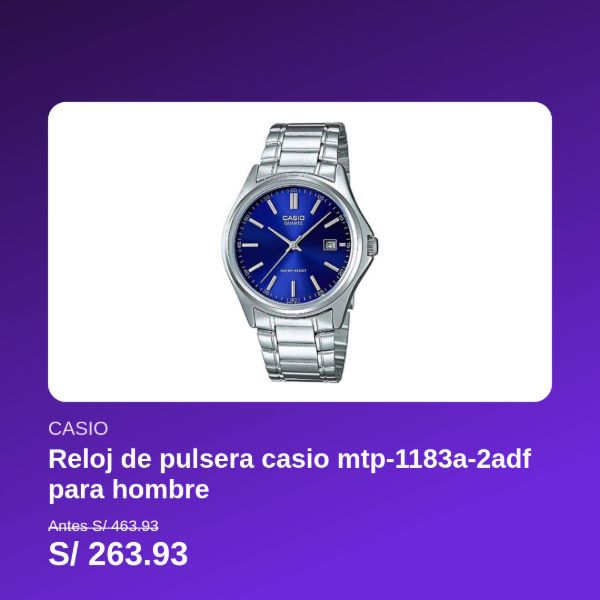 CASIO
QUARTZ
WATER RESIST
CASIO
Reloj de pulsera casio mtp-1183a-2adf
para hombre
Antes S/ 463.93
S/ 263.93